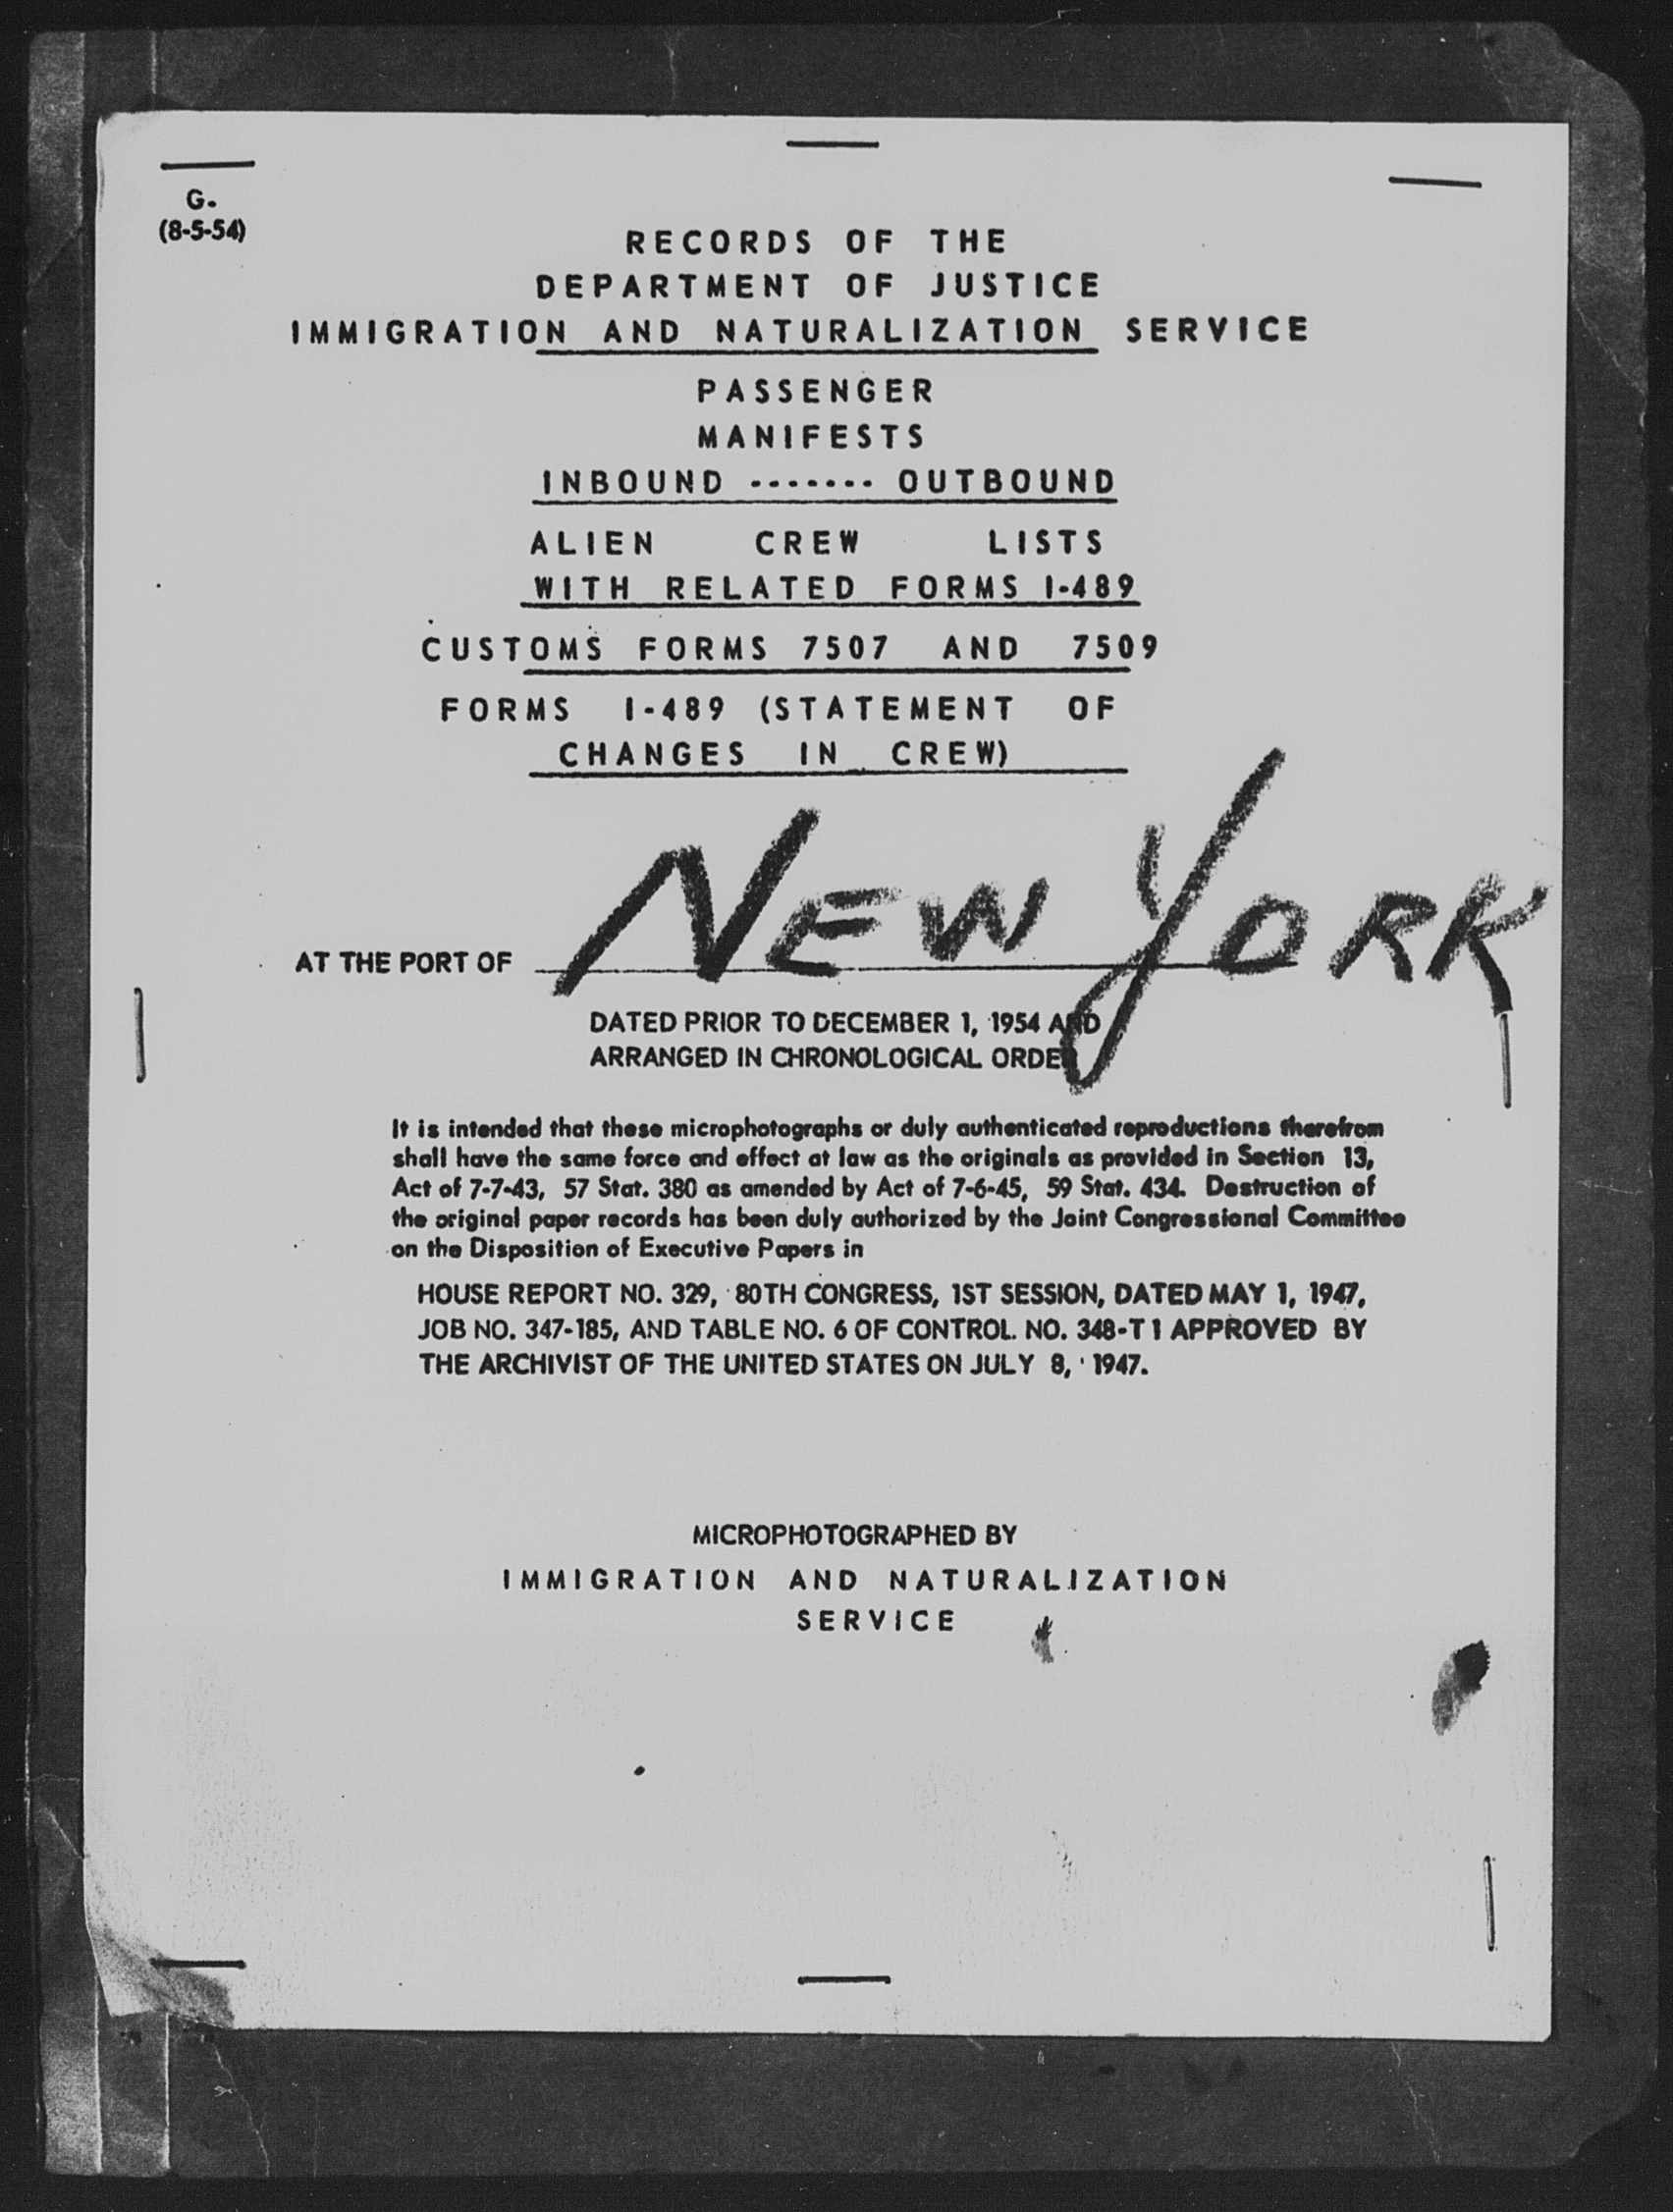 G.
(8-5-54)
RECORDS OF THE
DEPARTMENT OF JUSTICE
IMMIGRATION AND NATURALIZATION SERVICE
PASSENGER
MANIFESTS
INBOUND ------- OUTBOUND
ALIEN CREW LISTS
WITH RELATED FORMS I-489
CUSTOMS FORMS 7507 AND 7509
FORMS I-489 (STATEMENT OF
CHANGES IN CREW)
AT THE PORT OF NEW YORK
DATED PRIOR TO DECEMBER 1, 1954 AND
ARRANGED IN CHRONOLOGICAL ORDER
It is intended that these microphotographs or duly authenticated reproductions therefrom
shall have the same force and effect at law as the originals as provided in Section 13,
Act of 7-7-43, 57 Stat. 380 as amended by Act of 7-6-45, 59 Stat. 434. Destruction of
the original paper records has been duly authorized by the Joint Congressional Committee
on the Disposition of Executive Papers in
HOUSE REPORT NO. 329, 80TH CONGRESS, 1ST SESSION, DATED MAY 1, 1947,
JOB NO. 347-185, AND TABLE NO. 6 OF CONTROL. NO. 348-T1 APPROVED BY
THE ARCHIVIST OF THE UNITED STATES ON JULY 8, 1947.
MICROPHOTOGRAPHED BY
IMMIGRATION AND NATURALIZATION
SERVICE